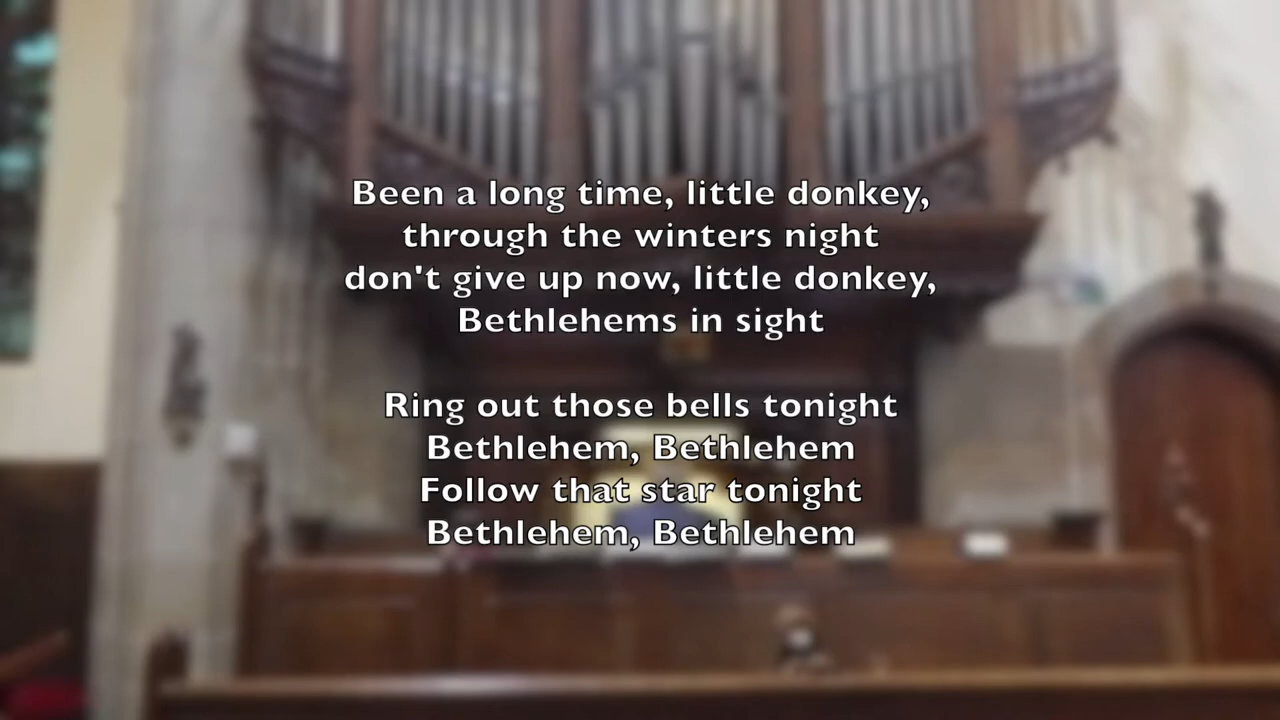 Been a long time, little donkey,
through the winters night
don't give up now, little donkey,
Bethlehems in sight
Ring out those bells tonight
Bethlehem, Bethlehem
Follow that star tonight
Bethlehem, Bethlehem